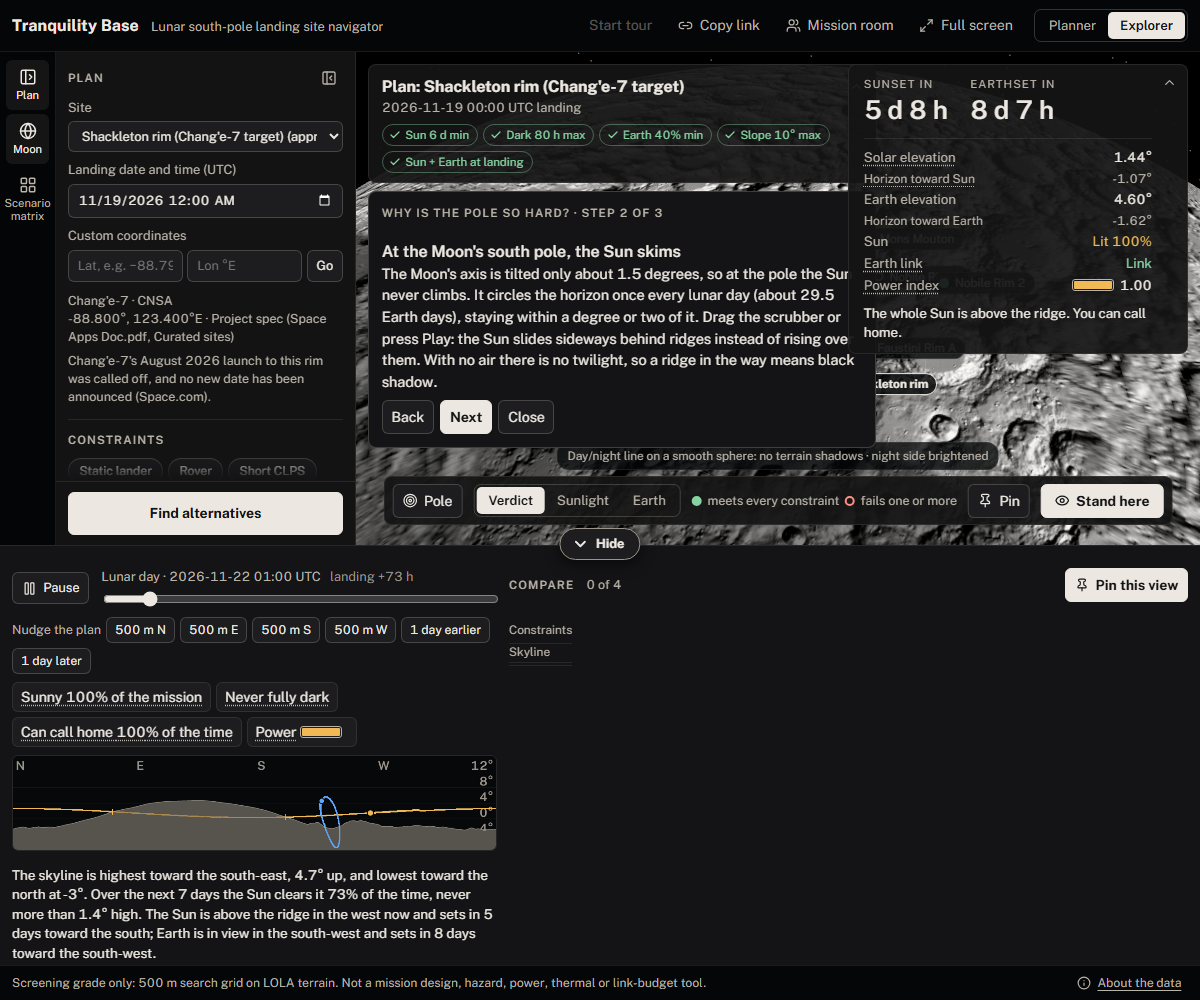 Tranquility Base Lunar south-pole landing site navigator
Start tour Copy link Mission room Full screen Planner Explorer
Plan
Moon
Scenario
matrix
PLAN
Site
Shackleton rim (Chang'e-7 target) (appr
Landing date and time (UTC)
11/19/2026 12:00 AM
Custom coordinates
Lat, e.g. −88.79 Lon °E Go
Chang'e-7 · CNSA
-88.800°, 123.400°E · Project spec (Space
Apps Doc.pdf, Curated sites)
Chang'e-7's August 2026 launch to this rim
was called off, and no new date has been
announced (Space.com).
CONSTRAINTS
Static lander Rover Short CLPS
Find alternatives
Plan: Shackleton rim (Chang'e-7 target)
2026-11-19 00:00 UTC landing
Sun 6 d min Dark 80 h max Earth 40% min Slope 10° max
Sun + Earth at landing
WHY IS THE POLE SO HARD? · STEP 2 OF 3
At the Moon's south pole, the Sun skims
The Moon's axis is tilted only about 1.5 degrees, so at the pole the Sun
never climbs. It circles the horizon once every lunar day (about 29.5
Earth days), staying within a degree or two of it. Drag the scrubber or
press Play: the Sun slides sideways behind ridges instead of rising ove
them. With no air there is no twilight, so a ridge in the way means black
shadow.
Back Next Close
SUNSET IN EARTHSET IN
5 d 8 h 8 d 7 h
Solar elevation 1.44°
Horizon toward Sun -1.07°
Earth elevation 4.60°
Horizon toward Earth -1.62°
Mons Mouton
Sun Lit 100%
Earth link Link
Nobile Rim 2
Power index 1.00
The whole Sun is above the ridge. You can call
home.
Faustini Rim A
kleton rim
Day/night line on a smooth sphere: no terrain shadows · night side brightened
Pole Verdict Sunlight Earth meets every constraint fails one or more Pin Stand here
Hide
Pause Lunar day · 2026-11-22 01:00 UTC landing +73 h
Nudge the plan 500 m N 500 m E 500 m S 500 m W 1 day earlier
1 day later
Sunny 100% of the mission Never fully dark
Can call home 100% of the time Power
N E S W 12°
8°
4°
0°
4°
The skyline is highest toward the south-east, 4.7° up, and lowest toward the
north at -3°. Over the next 7 days the Sun clears it 73% of the time, never
more than 1.4° high. The Sun is above the ridge in the west now and sets in 5
days toward the south; Earth is in view in the south-west and sets in 8 days
toward the south-west.
COMPARE 0 of 4 Pin this view
Constraints
Skyline
Screening grade only: 500 m search grid on LOLA terrain. Not a mission design, hazard, power, thermal or link-budget tool. About the data